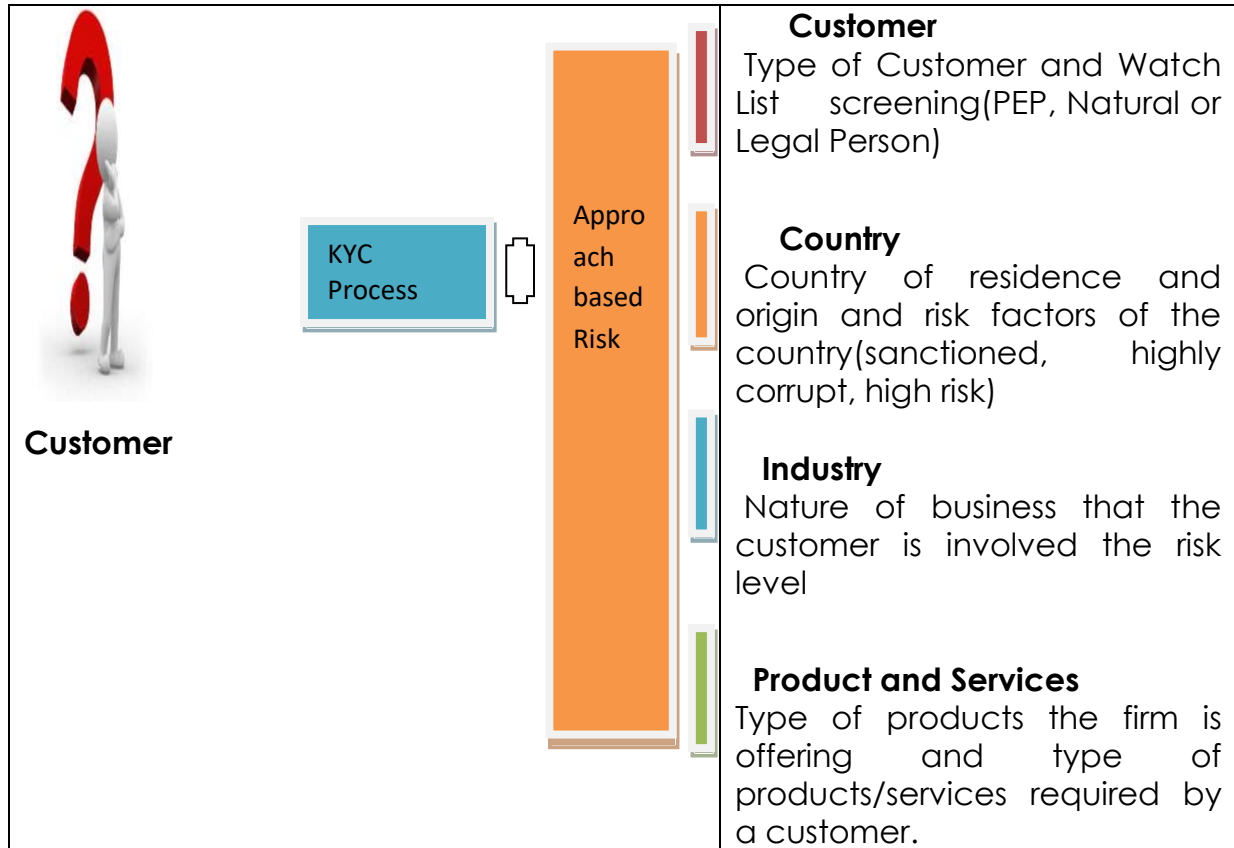 Customer
KYC
Process
Appro
ach
based
Risk
Customer
Type of Customer and Watch
List screening(PEP, Natural or
Legal Person)
Country
Country of residence and
origin and risk factors of the
country(sanctioned, highly
corrupt, high risk)
Industry
Nature of business that the
customer is involved the risk
level
Product and Services
Type of products the firm is
offering and type of
products/services required by
a customer.